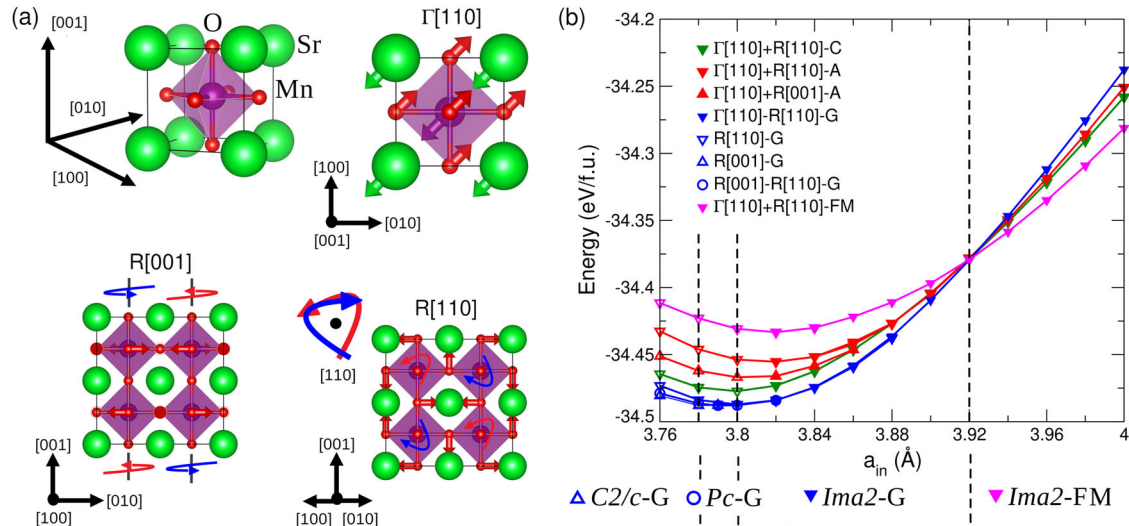 (a)
[001]
O
Sr
Mn
[010]
[100]
Γ[110]
[100]
[010]
[001]
R[001]
[001]
[100]
[010]
R[110]
[110]
[001]
[100] [010]
(b)
Energy (eV/f.u.)
-34.2
-34.25
-34.3
-34.35
-34.4
-34.45
-34.5
Γ[110]+R[110]-C
Γ[110]+R[110]-A
Γ[110]+R[001]-A
Γ[110]-R[110]-G
R[110]-G
R[001]-G
R[001]-R[110]-G
Γ[110]+R[110]-FM
3.76 3.8 3.84 3.88 3.92 3.96 4
a_in (Å)
C2/c-G Pc-G Ima2-G Ima2-FM